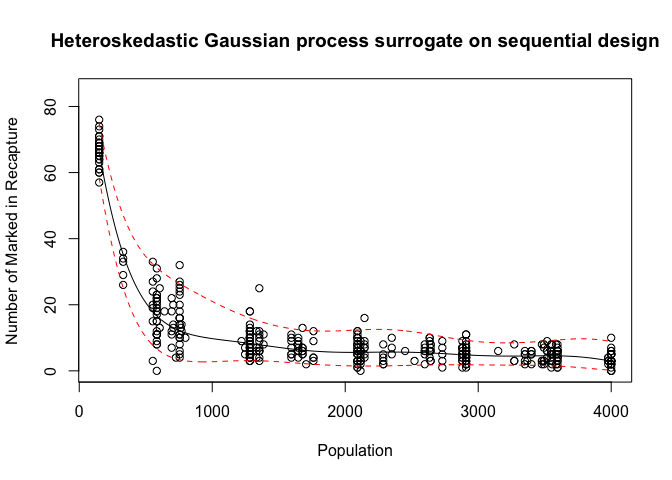 Heteroskedastic Gaussian process surrogate on sequential design
Number of Marked in Recapture
80
60
40
20
0
0 1000 2000 3000 4000
Population